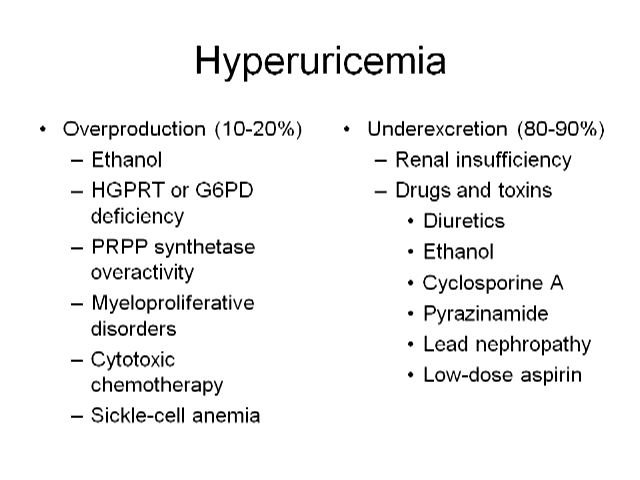 Hyperuricemia
• Overproduction (10-20%)
– Ethanol
– HGPRT or G6PD
deficiency
– PRPP synthetase
overactivity
– Myeloproliferative
disorders
– Cytotoxic
chemotherapy
– Sickle-cell anemia
• Underexcretion (80-90%)
– Renal insufficiency
– Drugs and toxins
• Diuretics
• Ethanol
• Cyclosporine A
• Pyrazinamide
• Lead nephropathy
• Low-dose aspirin